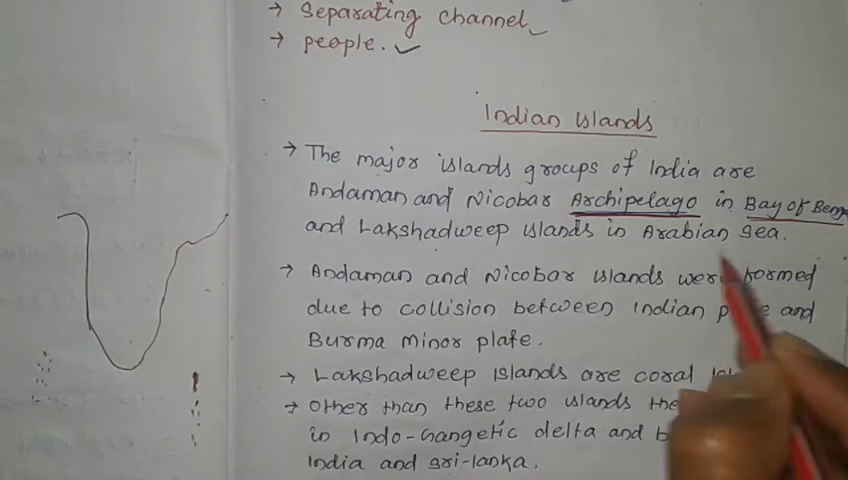 → Separating channel
→ people.
Indian islands
→ The major islands groups of India are
Andaman and Nicobar Archipelago in Bay of Beng
and Lakshadweep islands in Arabian sea.
→ Andaman and Nicobar islands were formed
due to collision between Indian and
Burma minor plate.
→ Lakshadweep Islands are coral
→ Other than these two islands
in Indo-Gangetic delta and
India and sri-lanka.